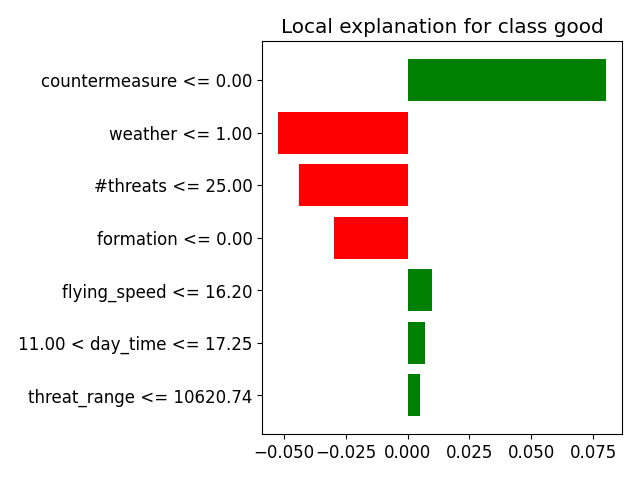 Local explanation for class good
countermeasure <= 0.00
weather <= 1.00
#threats <= 25.00
formation <= 0.00
flying_speed <= 16.20
11.00 < day_time <= 17.25
threat_range <= 10620.74
−0.050 −0.025 0.000 0.025 0.050 0.075